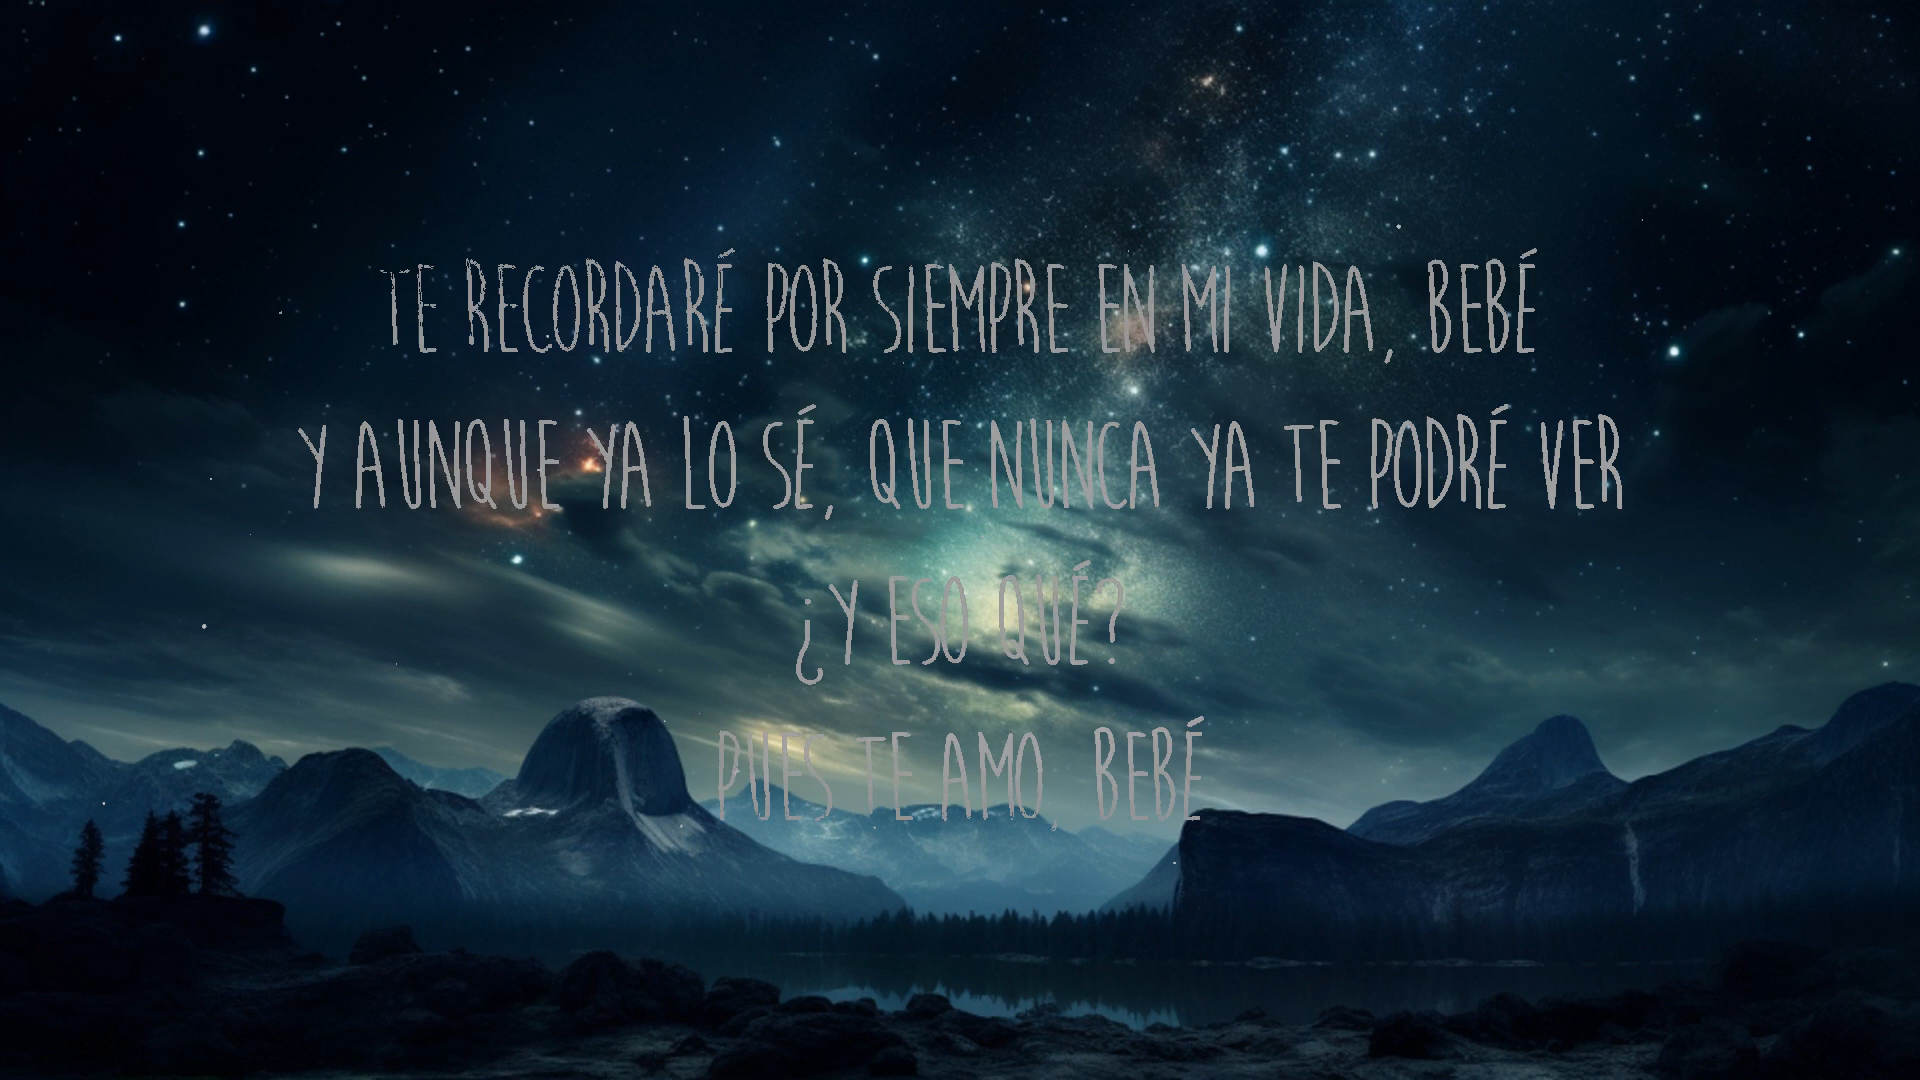 TE RECORDARÉ POR SIEMPRE EN MI VIDA, BEBÉ
Y AUNQUE YA LO SÉ, QUE NUNCA YA TE PODRÉ VER
¿Y ESO QUÉ?
PUES TE AMO, BEBÉ